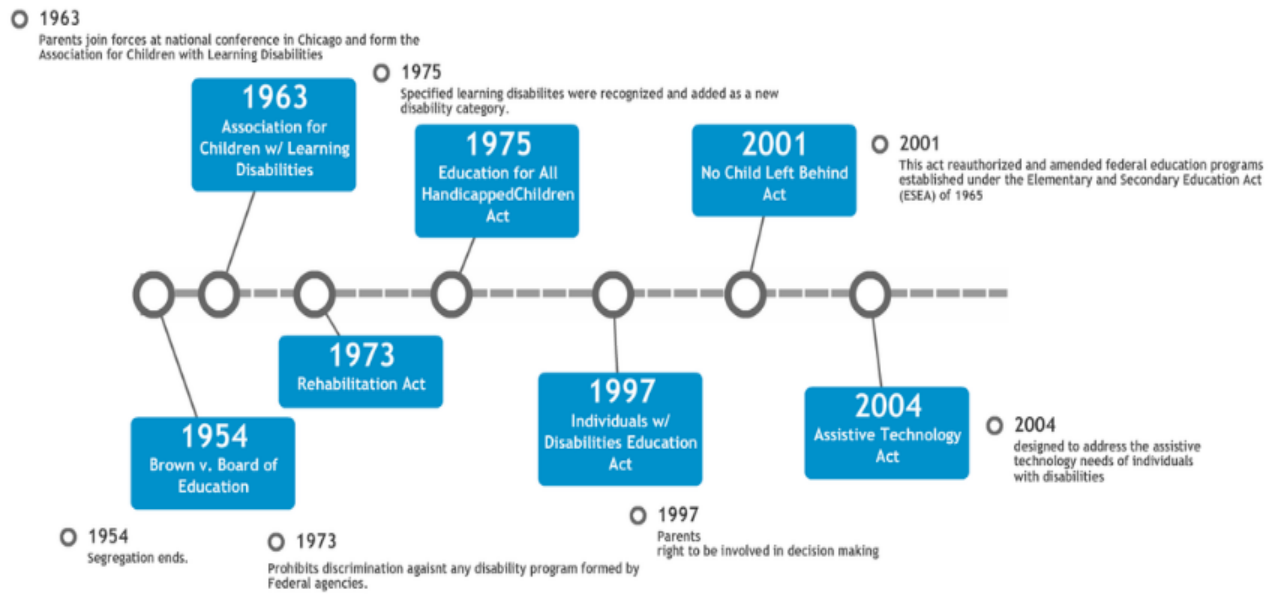 1963
Parents join forces at national conference in Chicago and form the
Association for Children with Learning Disabilities
1975
Specified learning disabilites were recognized and added as a new
disability category.
1963
Association for
Children w/ Learning
Disabilities
1975
Education for All
HandicappedChildren
Act
2001
No Child Left Behind
Act
2001
This act reauthorized and amended federal education programs
established under the Elementary and Secondary Education Act
(ESEA) of 1965
1973
Rehabilitation Act
1997
Individuals w/
Disabilities Education
Act
2004
Assistive Technology
Act
1954
Brown v. Board of
Education
2004
designed to address the assistive
technology needs of individuals
with disabilities
1954
Segregation ends.
1973
Prohibits discrimination agaisnt any disability program formed by
Federal agencies.
1997
Parents
right to be involved in decision making